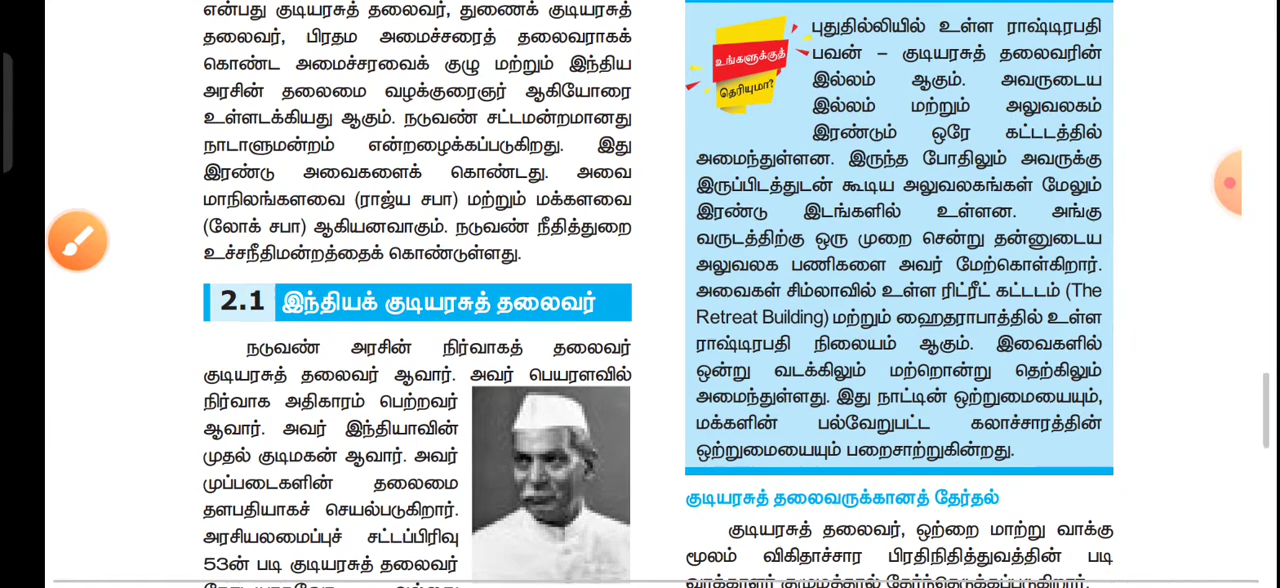 என்பது குடியரசுத் தலைவர், துணைக் குடியரசுத்
தலைவர், பிரதம அமைச்சரைத் தலைவராகக்
கொண்ட அமைச்சரவைக் குழு மற்றும் இந்திய
அரசின் தலைமை வழக்குரைஞர் ஆகியோரை
உள்ளடக்கியது ஆகும். நடுவண் சட்டமன்றமானது
நாடாளுமன்றம் என்றழைக்கப்படுகிறது. இது
இரண்டு அவைகளைக் கொண்டது. அவை
மாநிலங்களவை (ராஜ்ய சபா) மற்றும் மக்களவை
(லோக் சபா) ஆகியனவாகும். நடுவண் நீதித்துறை
உச்சநீதிமன்றத்தைக் கொண்டுள்ளது.
2.1 இந்தியக் குடியரசுத் தலைவர்
நடுவண் அரசின் நிர்வாகத் தலைவர்
குடியரசுத் தலைவர் ஆவார். அவர் பெயரளவில்
நிர்வாக அதிகாரம் பெற்றவர்
ஆவார். அவர் இந்தியாவின்
முதல் குடிமகன் ஆவார். அவர்
முப்படைகளின் தலைமை
தளபதியாகச் செயல்படுகிறார்.
அரசியலமைப்புச் சட்டப்பிரிவு
53ன் படி குடியரசுத் தலைவர்
உங்களுக்குத்
தெரியுமா?
புதுதில்லியில் உள்ள ராஷ்டிரபதி
பவன் – குடியரசுத் தலைவரின்
இல்லம் ஆகும். அவருடைய
இல்லம் மற்றும் அலுவலகம்
இரண்டும் ஒரே கட்டடத்தில்
அமைந்துள்ளன. இருந்த போதிலும் அவருக்கு
இருப்பிடத்துடன் கூடிய அலுவலகங்கள் மேலும்
இரண்டு இடங்களில் உள்ளன. அங்கு
வருடத்திற்கு ஒரு முறை சென்று தன்னுடைய
அலுவலக பணிகளை அவர் மேற்கொள்கிறார்.
அவைகள் சிம்லாவில் உள்ள ரிட்ரீட் கட்டடம் (The
Retreat Building) மற்றும் ஹைதராபாத்தில் உள்ள
ராஷ்டிரபதி நிலையம் ஆகும். இவைகளில்
ஒன்று வடக்கிலும் மற்றொன்று தெற்கிலும்
அமைந்துள்ளது. இது நாட்டின் ஒற்றுமையையும்,
மக்களின் பல்வேறுபட்ட கலாச்சாரத்தின்
ஒற்றுமையையும் பறைசாற்றுகின்றது.
குடியரசுத் தலைவருக்கானத் தேர்தல்
குடியரசுத் தலைவர், ஒற்றை மாற்று வாக்கு
மூலம் விகிதாச்சார பிரதிநிதித்துவத்தின் படி
வாக்காளர் குழுமத்தால் தேர்ந்தெடுக்கப்படுகிறார்.